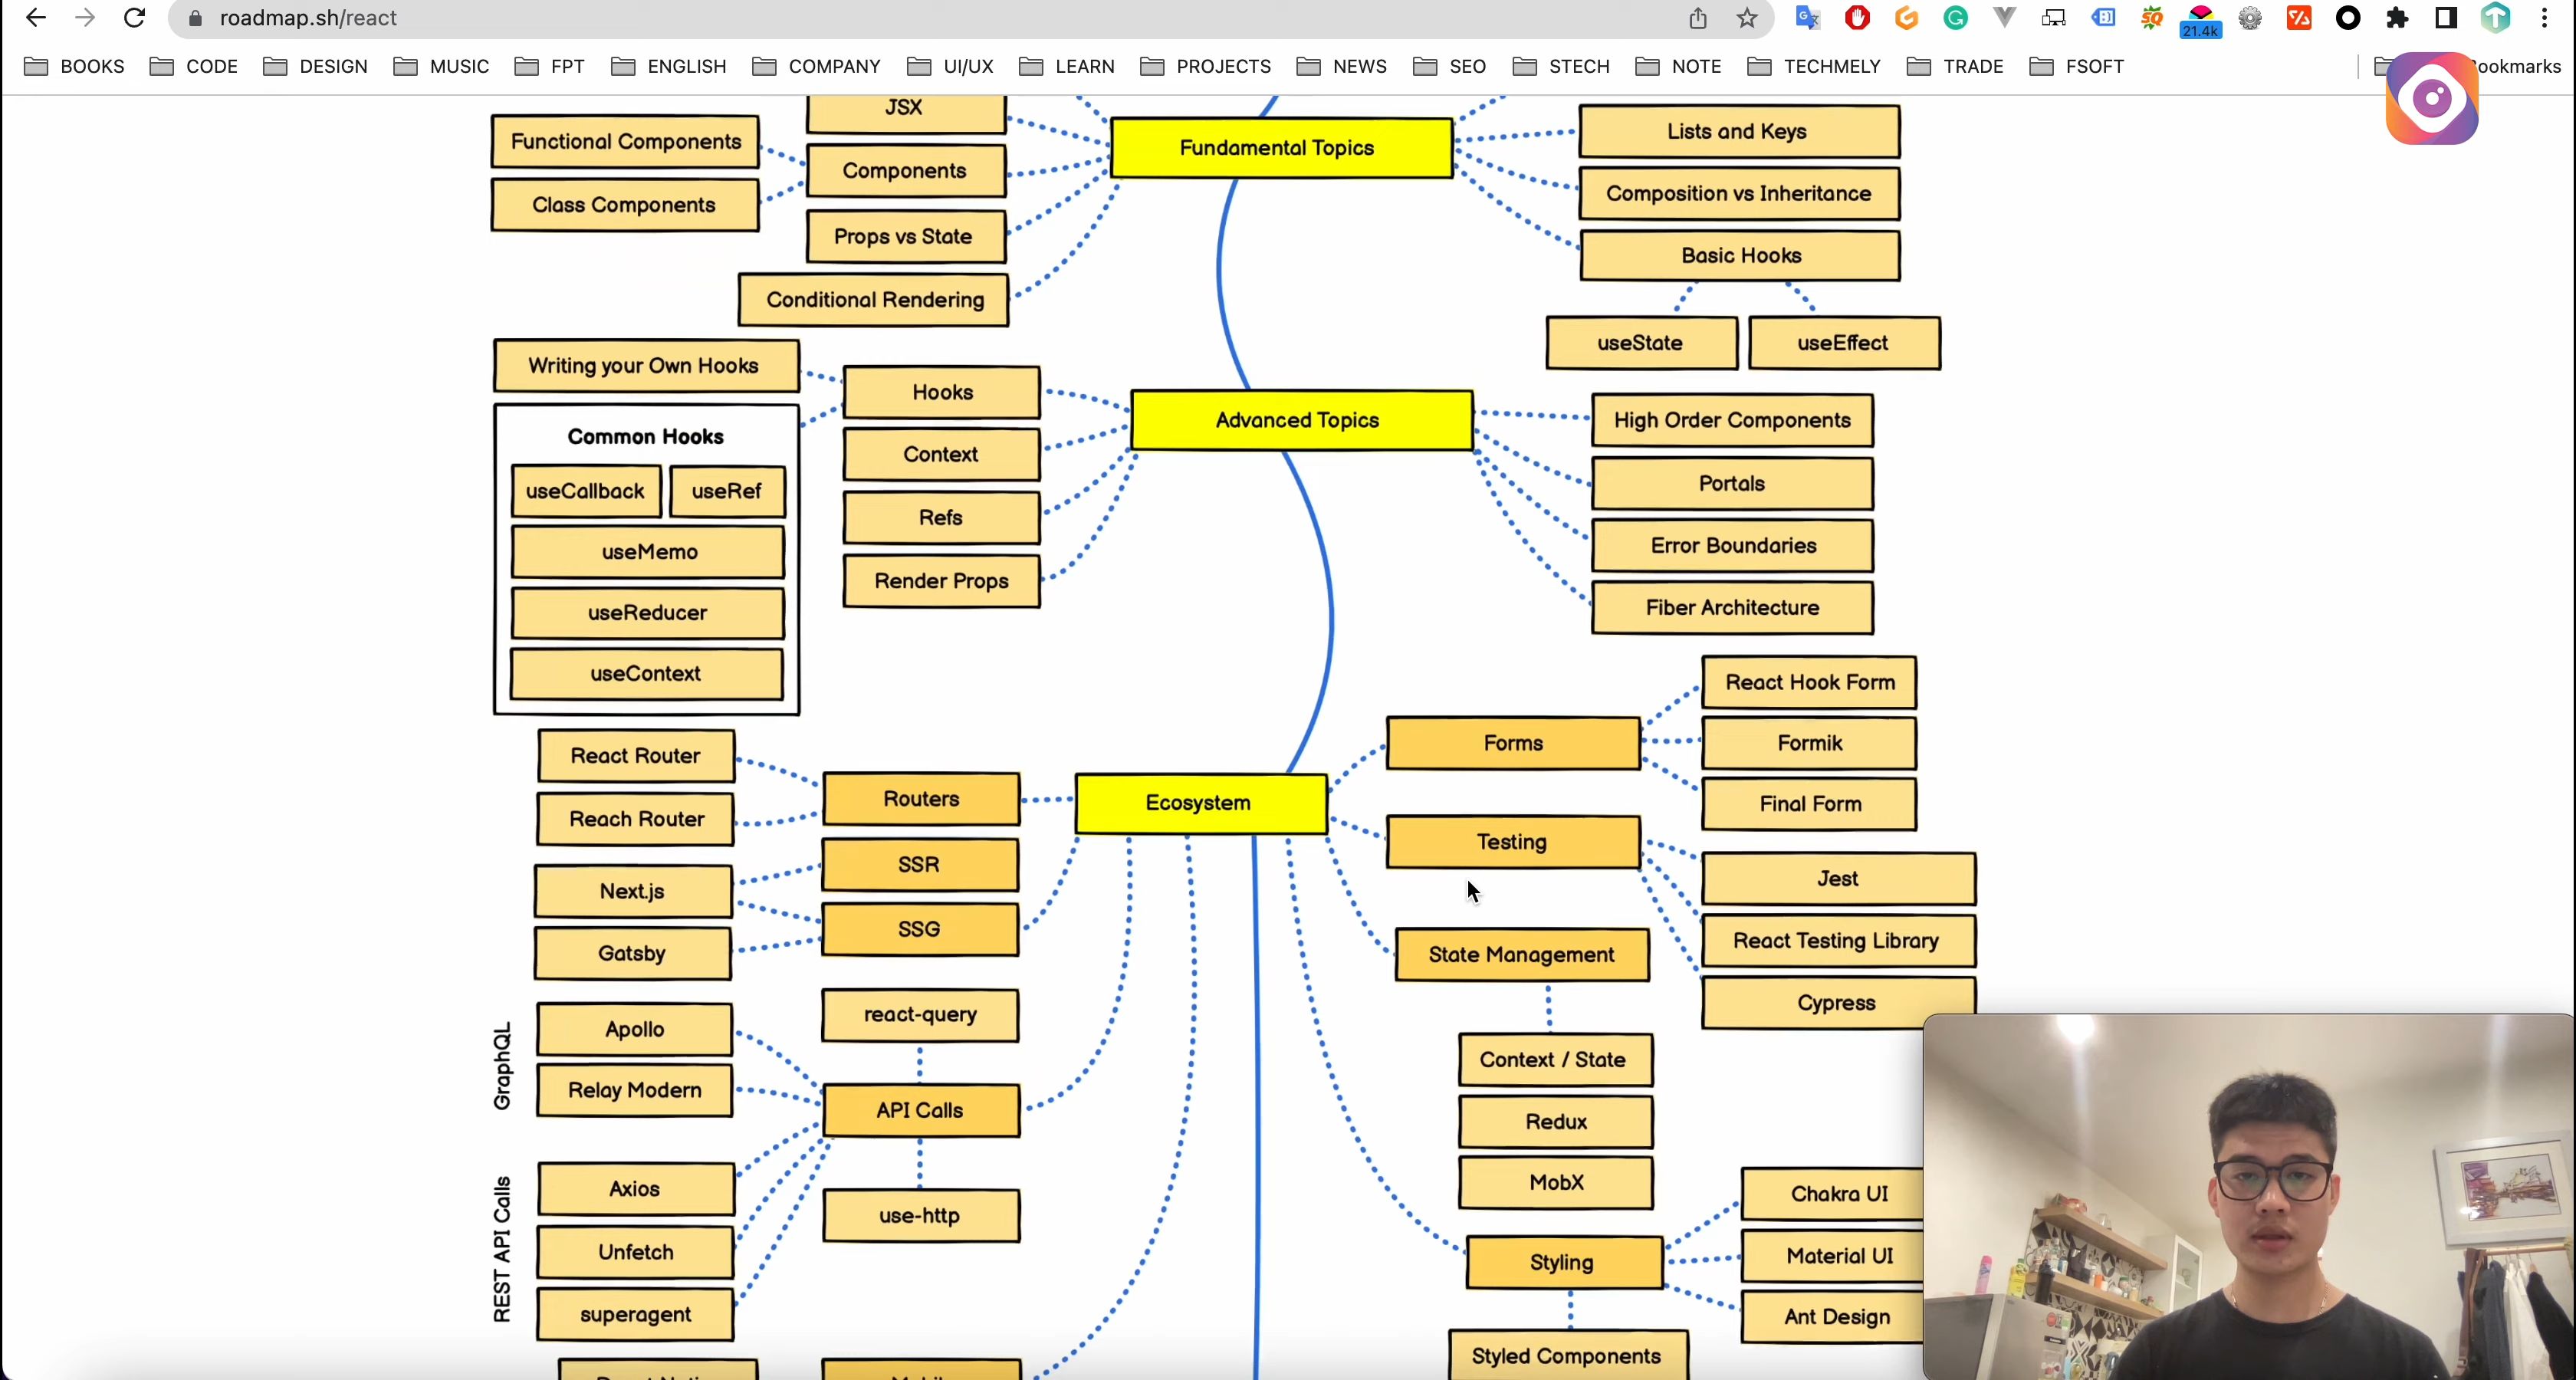 roadmap.sh/react
21.4k
BOOKS CODE DESIGN MUSIC FPT ENGLISH COMPANY UI/UX LEARN PROJECTS NEWS SEO STECH NOTE TECHMELY TRADE FSOFT
JSX
Functional Components
Components
Class Components
Props vs State
Conditional Rendering
Fundamental Topics
Lists and Keys
Composition vs Inheritance
Basic Hooks
useState
useEffect
Writing your Own Hooks
Hooks
Common Hooks
useCallback
useRef
useMemo
useReducer
useContext
Context
Refs
Render Props
Advanced Topics
High Order Components
Portals
Error Boundaries
Fiber Architecture
React Router
Reach Router
Routers
Ecosystem
SSR
SSG
Next.js
Gatsby
Forms
React Hook Form
Formik
Final Form
Testing
Jest
React Testing Library
Cypress
State Management
Context / State
Redux
MobX
GraphQL
Apollo
Relay Modern
react-query
API Calls
use-http
REST API Calls
Axios
Unfetch
superagent
Styling
Chakra UI
Material UI
Ant Design
Styled Components